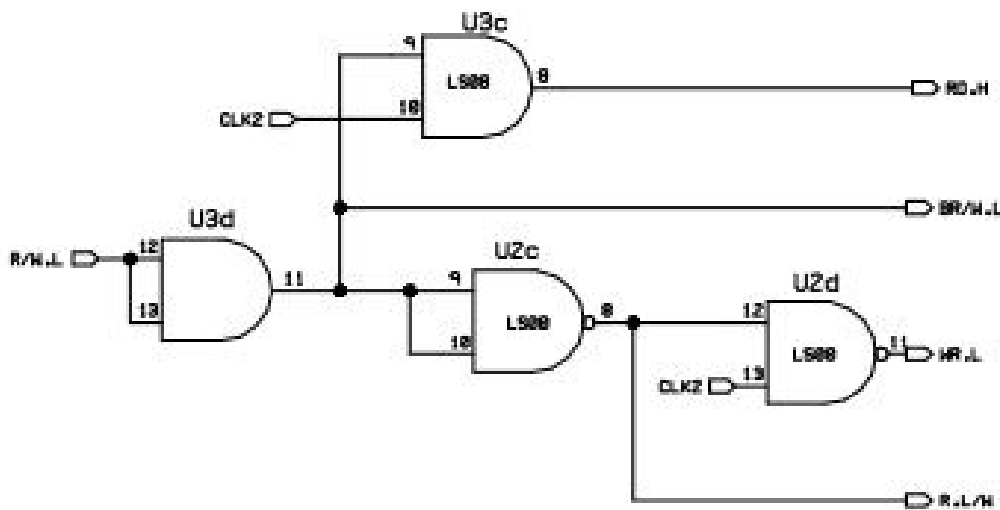 U3c
9
LS08
8
RD.H
10
CLK2
BR/W.L
U3d
R/W.L
12
13
11
U2c
9
LS00
10
8
U2d
12
LS00
11
WR.L
CLK2
13
R.L/W